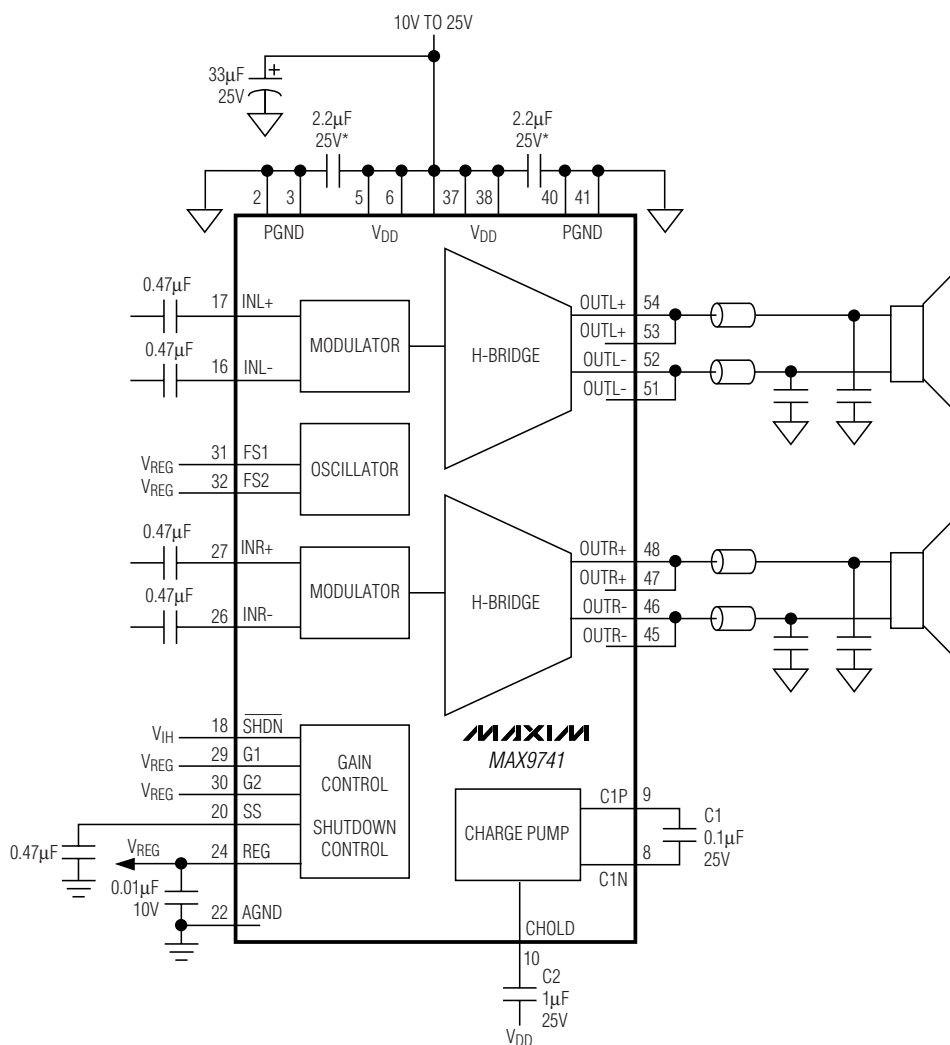 10V TO 25V
33µF
25V
+
2.2µF
25V*
2.2µF
25V*
2
3
5
6
37
38
40
41
PGND
VDD
VDD
PGND
0.47µF
17
INL+
MODULATOR
0.47µF
16
INL-
H-BRIDGE
OUTL+
54
OUTL+
53
OUTL-
52
OUTL-
51
VREG
31
FS1
VREG
32
FS2
OSCILLATOR
0.47µF
27
INR+
MODULATOR
0.47µF
26
INR-
H-BRIDGE
OUTR+
48
OUTR+
47
OUTR-
46
OUTR-
45
VIH
18
SHDN
VREG
29
G1
VREG
30
G2
20
SS
0.47µF
VREG
24
REG
GAIN
CONTROL
SHUTDOWN
CONTROL
0.01µF
10V
22
AGND
MAXIM
MAX9741
CHARGE PUMP
C1P
9
C1
0.1µF
25V
8
C1N
CHOLD
10
C2
1µF
25V
VDD